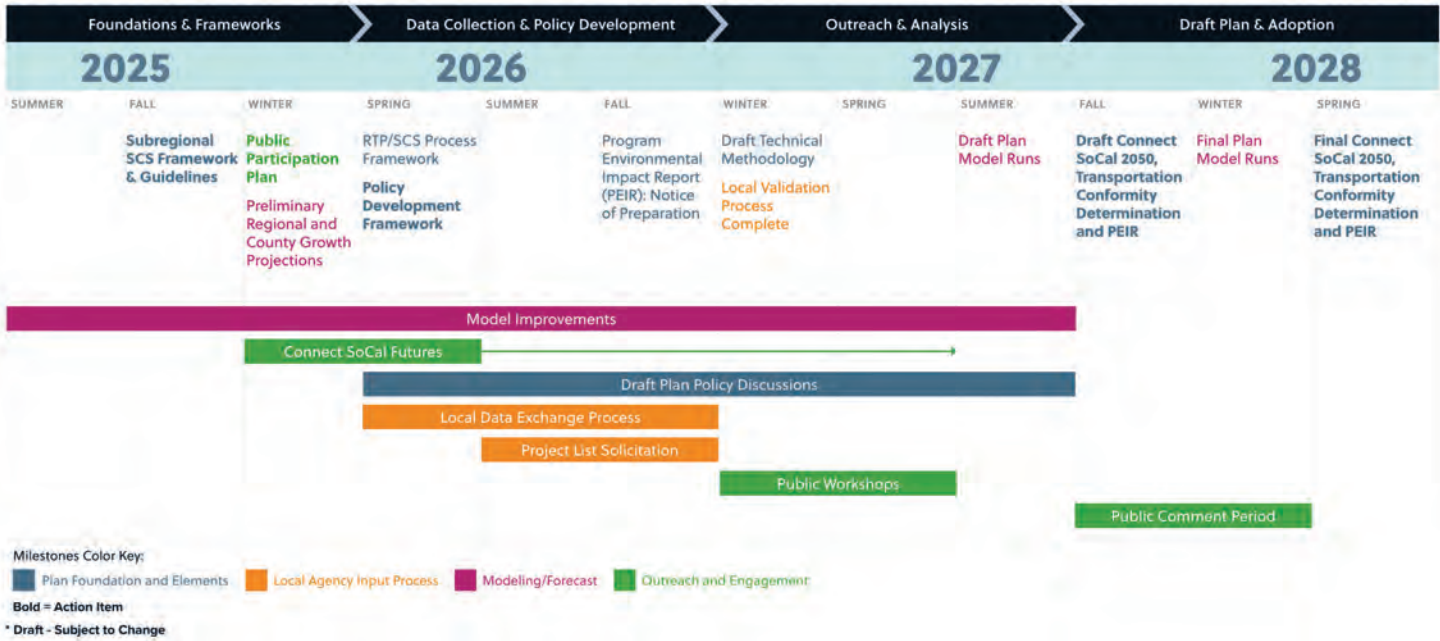 Foundations & Frameworks
Data Collection & Policy Development
Outreach & Analysis
Draft Plan & Adoption
2025
2026
2027
2028
SUMMER
FALL
WINTER
SPRING
SUMMER
FALL
WINTER
SPRING
SUMMER
FALL
WINTER
SPRING
Subregional
SCS Framework
& Guidelines
Public
Participation
Plan
Preliminary
Regional and
County Growth
Projections
RTP/SCS Process
Framework
Policy
Development
Framework
Program
Environmental
Impact Report
(PEIR): Notice
of Preparation
Draft Technical
Methodology
Local Validation
Process
Complete
Draft Plan
Model Runs
Draft Connect
SoCal 2050,
Transportation
Conformity
Determination
and PEIR
Final Plan
Model Runs
Final Connect
SoCal 2050,
Transportation
Conformity
Determination
and PEIR
Model Improvements
Connect SoCal Futures
Draft Plan Policy Discussions
Local Data Exchange Process
Project List Solicitation
Public Workshops
Public Comment Period
Milestones Color Key:
Plan Foundation and Elements
Local Agency Input Process
Modeling/Forecast
Outreach and Engagement
Bold = Action Item
* Draft - Subject to Change